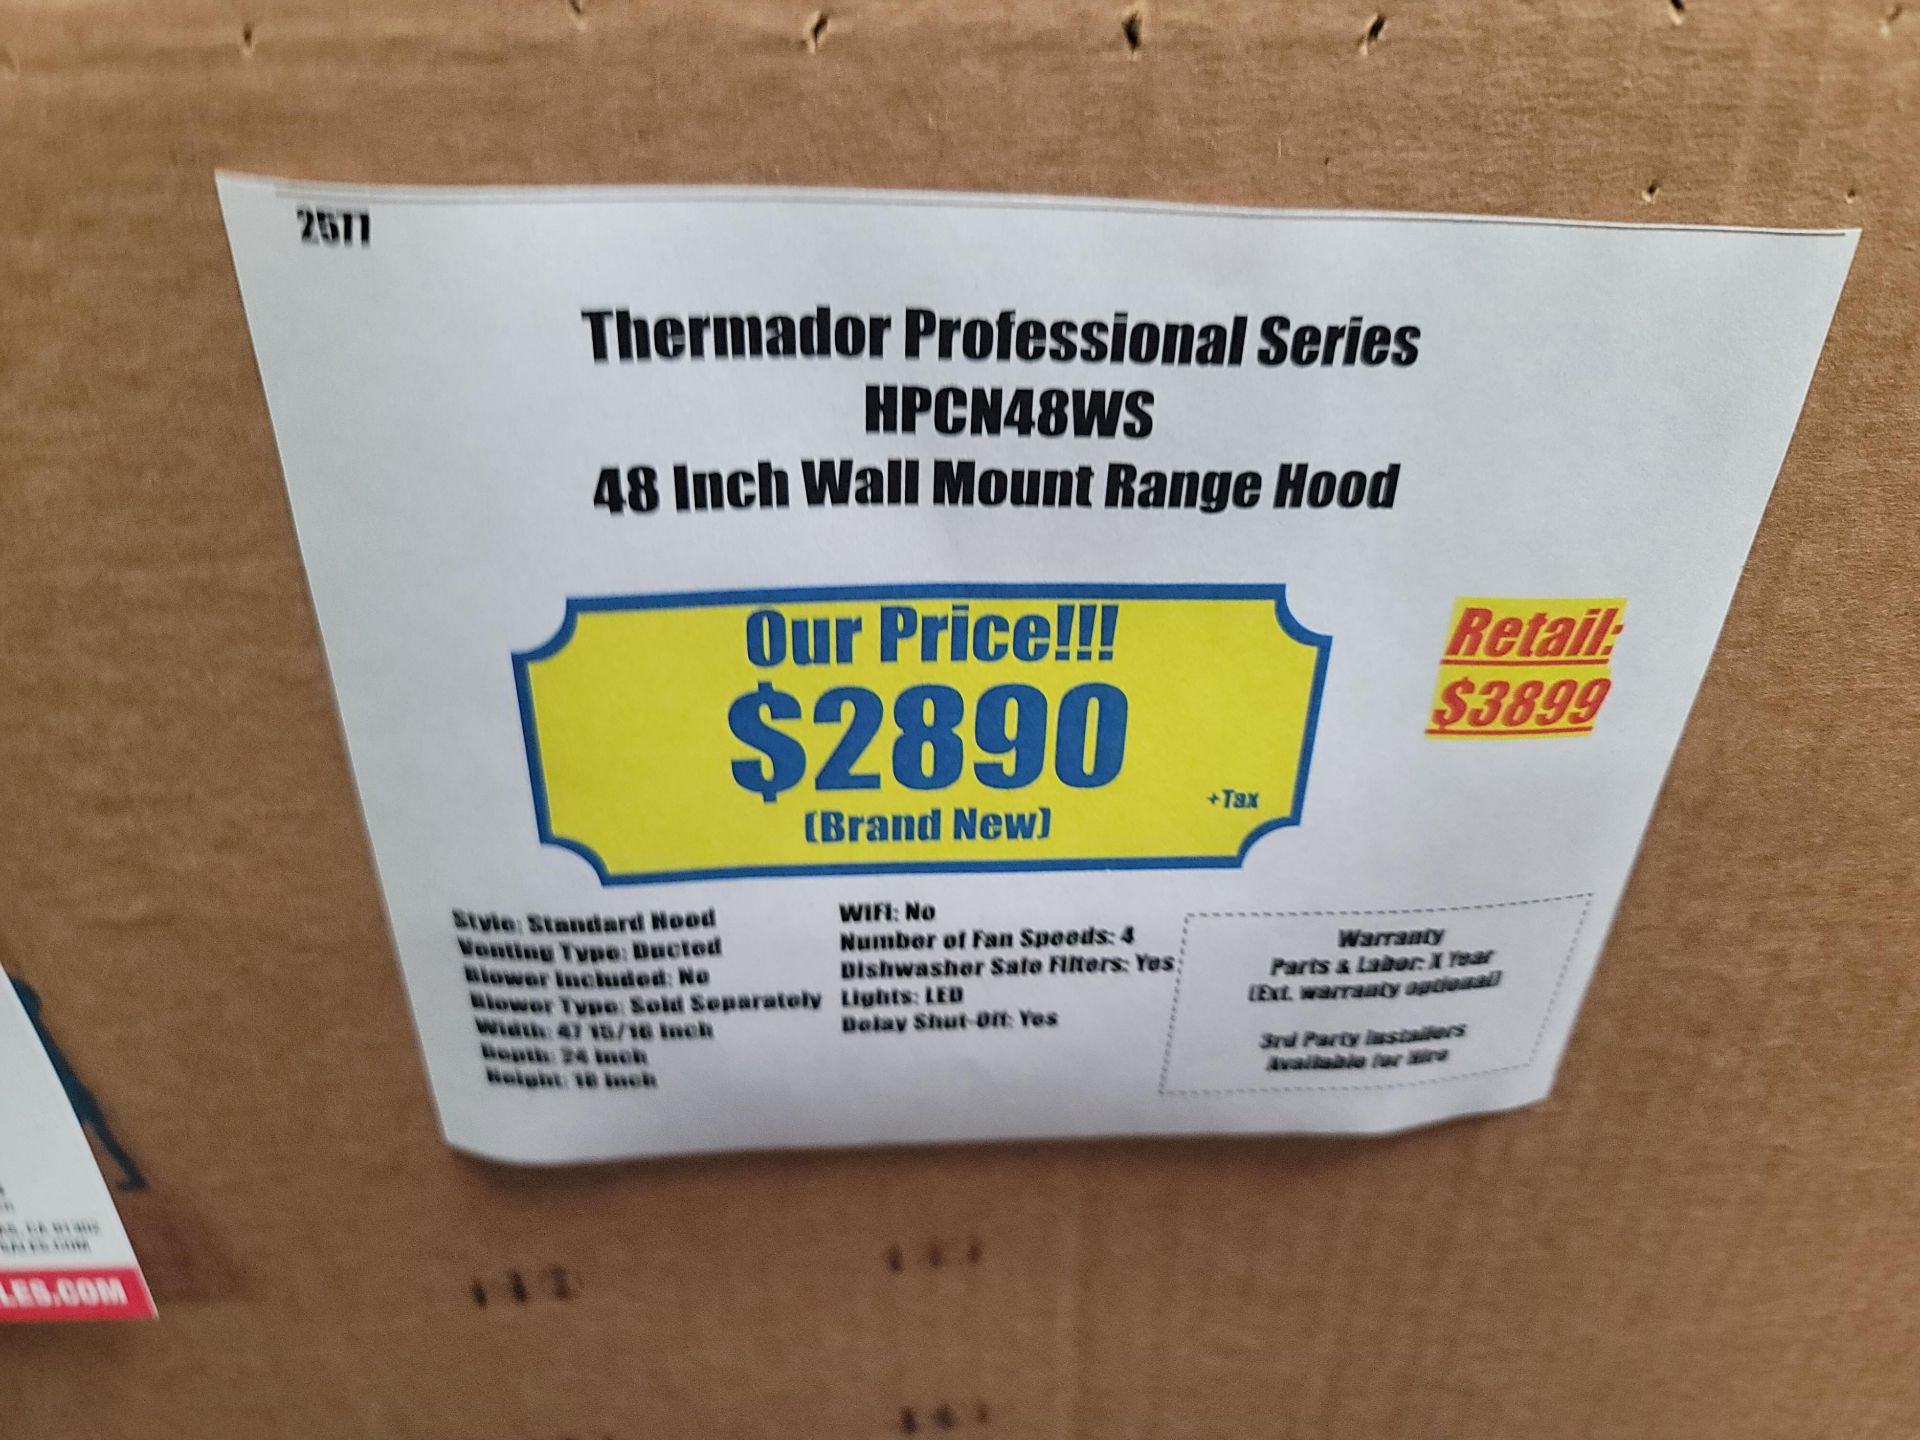 2577
Thermador Professional Series
HPCN48WS
48 Inch Wall Mount Range Hood
Our Price!!!
$2890
+Tax
(Brand New)
Retail:
$3899
Style: Standard Hood
Venting Type: Ducted
Blower Included: No
Blower Type: Sold Separately
Width: 47 15/16 Inch
Depth: 24 Inch
Height: 18 Inch
WIFI: No
Number of Fan Speeds: 4
Dishwasher Safe Filters: Yes
Lights: LED
Delay Shut-Off: Yes
Warranty
Parts & Labor: X Year
(Ext. warranty optional)
3rd Party Installers
Available for Hire
LES.COM